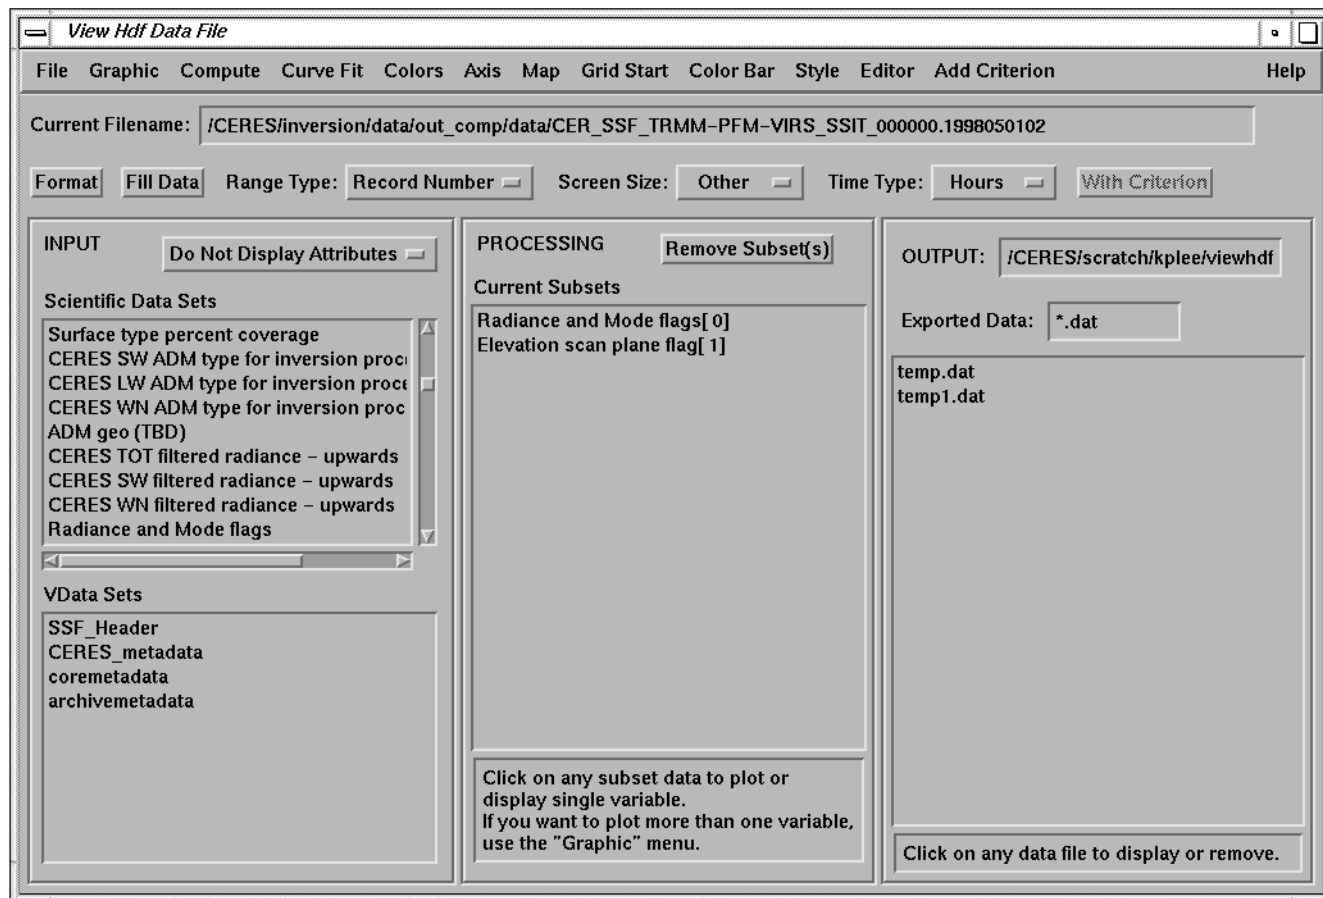 View Hdf Data File
File Graphic Compute Curve Fit Colors Axis Map Grid Start Color Bar Style Editor Add Criterion Help
Current Filename: /CERES/inversion/data/out_comp/data/CER_SSF_TRMM-PFM-VIRS_SSIT_000000.1998050102
Format Fill Data Range Type: Record Number Screen Size: Other Time Type: Hours With Criterion
INPUT Do Not Display Attributes
Scientific Data Sets
Surface type percent coverage
CERES SW ADM type for inversion proc
CERES LW ADM type for inversion proce
CERES WN ADM type for inversion proc
ADM geo (TBD)
CERES TOT filtered radiance – upwards
CERES SW filtered radiance – upwards
CERES WN filtered radiance – upwards
Radiance and Mode flags
VData Sets
SSF_Header
CERES_metadata
coremetadata
archivemetadata
PROCESSING Remove Subset(s)
Current Subsets
Radiance and Mode flags[ 0]
Elevation scan plane flag[ 1]
Click on any subset data to plot or
display single variable.
If you want to plot more than one variable,
use the "Graphic" menu.
OUTPUT: /CERES/scratch/kplee/viewhdf
Exported Data: *.dat
temp.dat
temp1.dat
Click on any data file to display or remove.